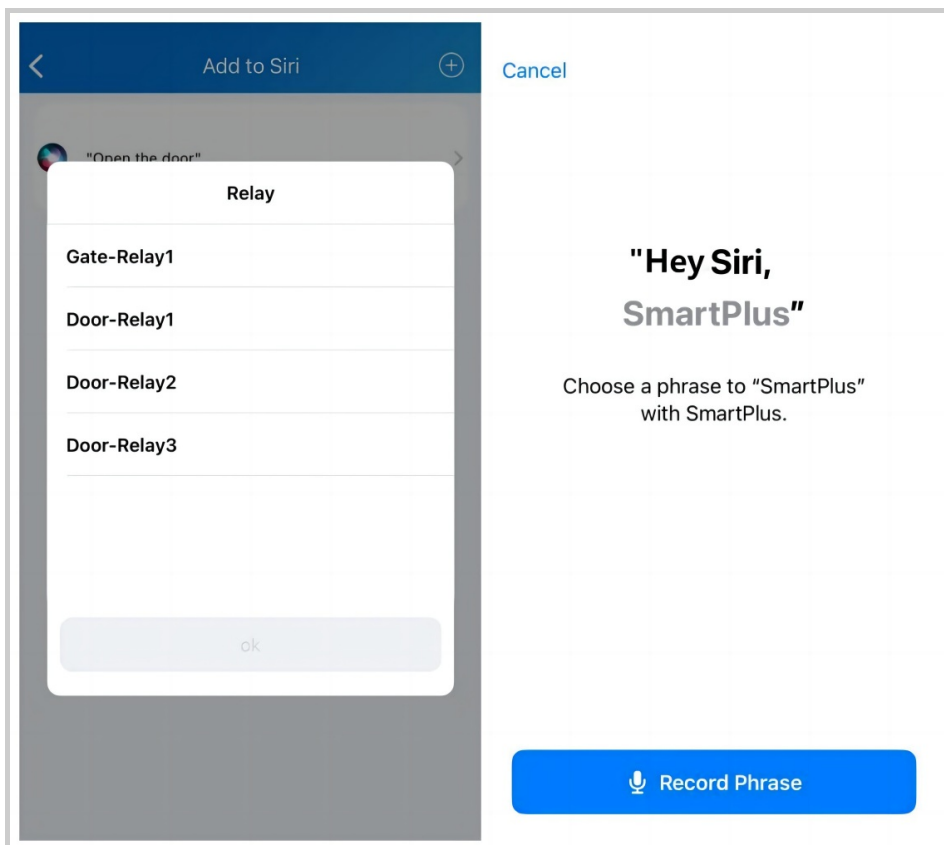 Add to Siri
"Open the door"
Relay
Gate-Relay1
Door-Relay1
Door-Relay2
Door-Relay3
ok
Cancel
"Hey Siri,
SmartPlus"
Choose a phrase to “SmartPlus”
with SmartPlus.
Record Phrase